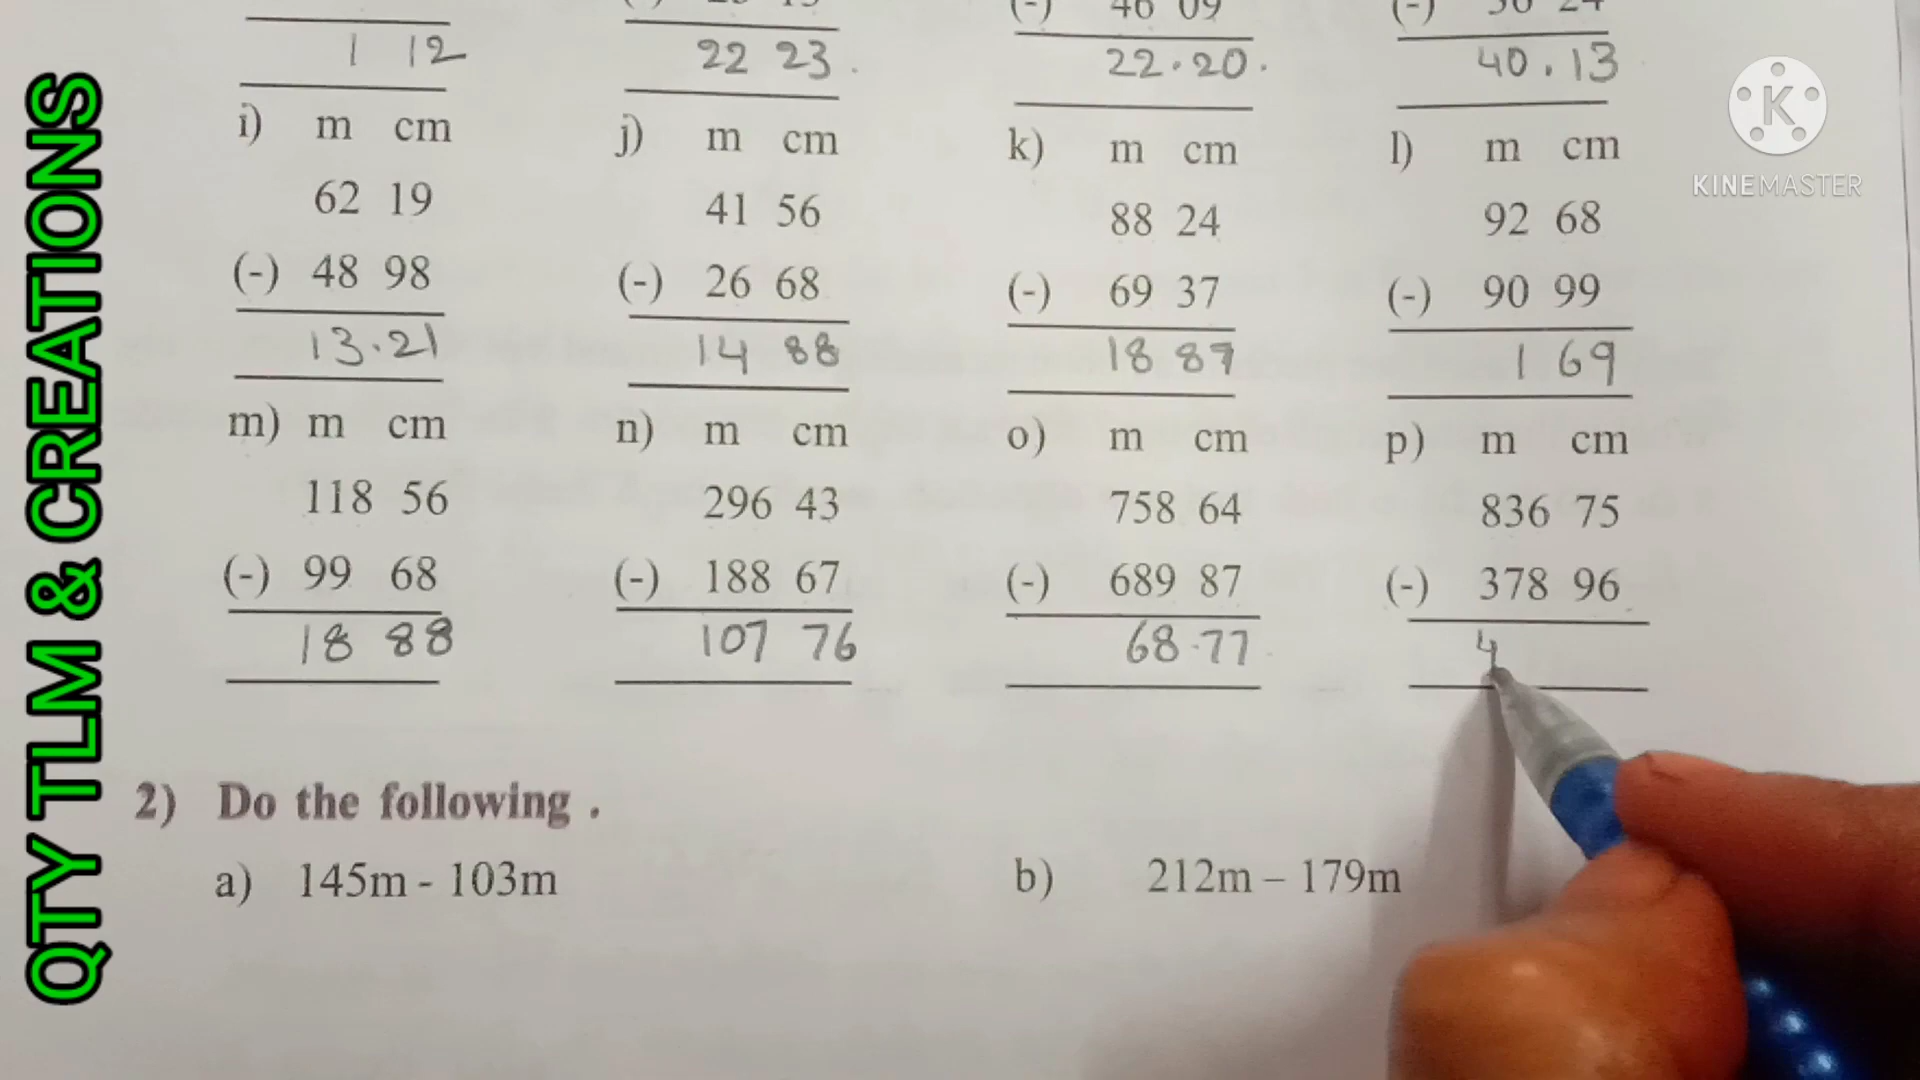 QTY TLM & CREATIONS
(-) 46 09
1 12
22 23.
22.20.
40.13
KINEMASTER
i) m cm
j) m cm
k) m cm
l) m cm
62 19
41 56
88 24
92 68
(-) 48 98
(-) 26 68
(-) 69 37
(-) 90 99
13.21
14 88
18 87
1 69
m) m cm
n) m cm
o) m cm
p) m cm
118 56
296 43
758 64
836 75
(-) 99 68
(-) 188 67
(-) 689 87
(-) 378 96
18 88
107 76
68.77
4
2) Do the following .
a) 145m - 103m
b) 212m – 179m